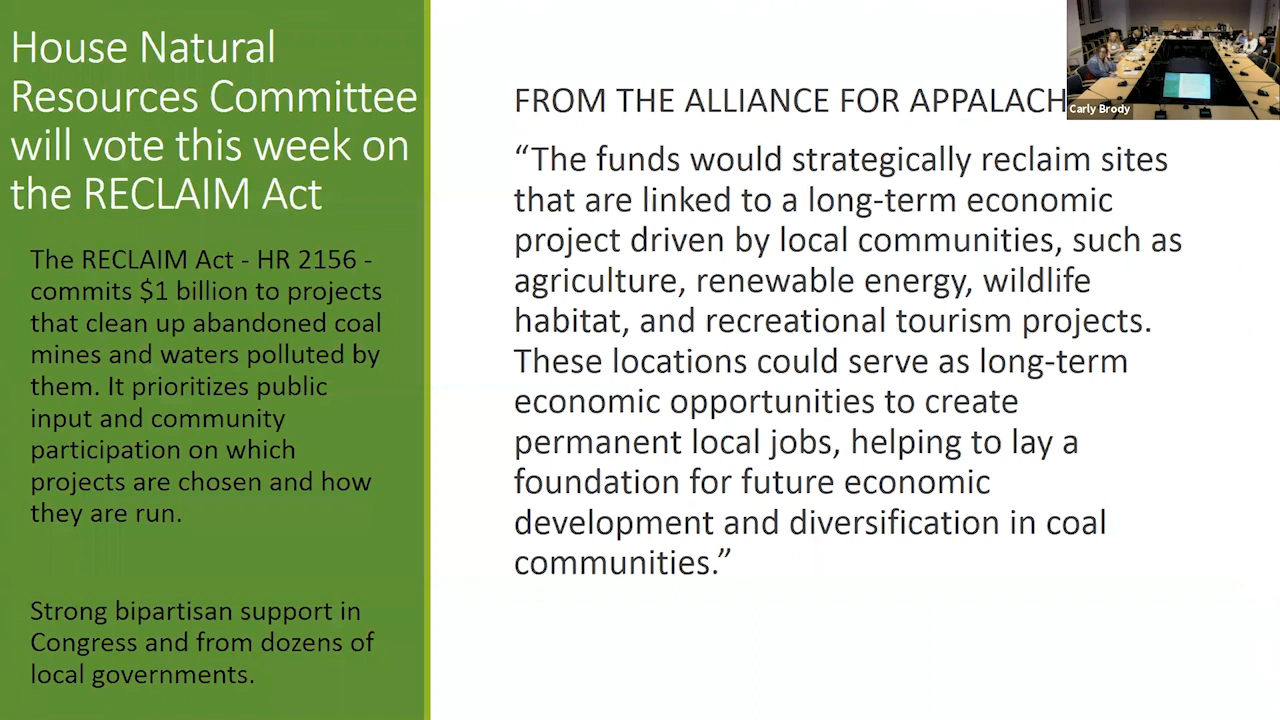 House Natural
Resources Committee
will vote this week on
the RECLAIM Act
The RECLAIM Act - HR 2156 -
commits $1 billion to projects
that clean up abandoned coal
mines and waters polluted by
them. It prioritizes public
input and community
participation on which
projects are chosen and how
they are run.
Strong bipartisan support in
Congress and from dozens of
local governments.
FROM THE ALLIANCE FOR APPALACH
“The funds would strategically reclaim sites
that are linked to a long-term economic
project driven by local communities, such as
agriculture, renewable energy, wildlife
habitat, and recreational tourism projects.
These locations could serve as long-term
economic opportunities to create
permanent local jobs, helping to lay a
foundation for future economic
development and diversification in coal
communities.”
Carly Brody